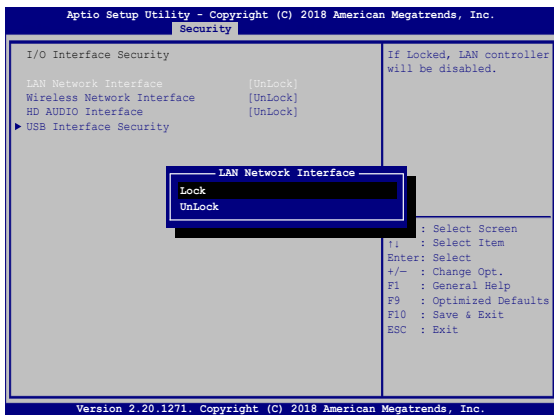 Aptio Setup Utility - Copyright (C) 2018 American Megatrends, Inc.
Security
I/O Interface Security
LAN Network Interface [UnLock]
Wireless Network Interface [UnLock]
HD AUDIO Interface [UnLock]
USB Interface Security
If Locked, LAN controller
will be disabled.
LAN Network Interface
Lock
UnLock
: Select Screen
↑↓ : Select Item
Enter: Select
+/— : Change Opt.
F1 : General Help
F9 : Optimized Defaults
F10 : Save & Exit
ESC : Exit
Version 2.20.1271. Copyright (C) 2018 American Megatrends, Inc.